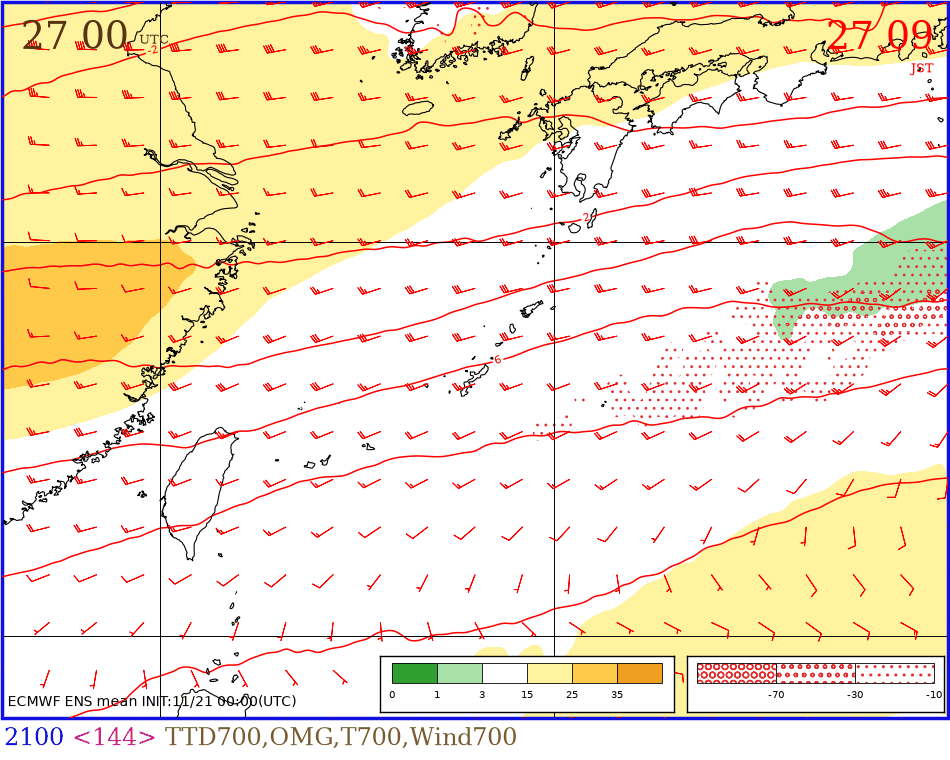 27 00 UTC 27 09
JST
-2
2
6
0 1 3 15 25 35
-70 -30 -10
ECMWF ENS mean INIT:11/21 00:00(UTC)
2100 <144> TTD700,OMG,T700,Wind700